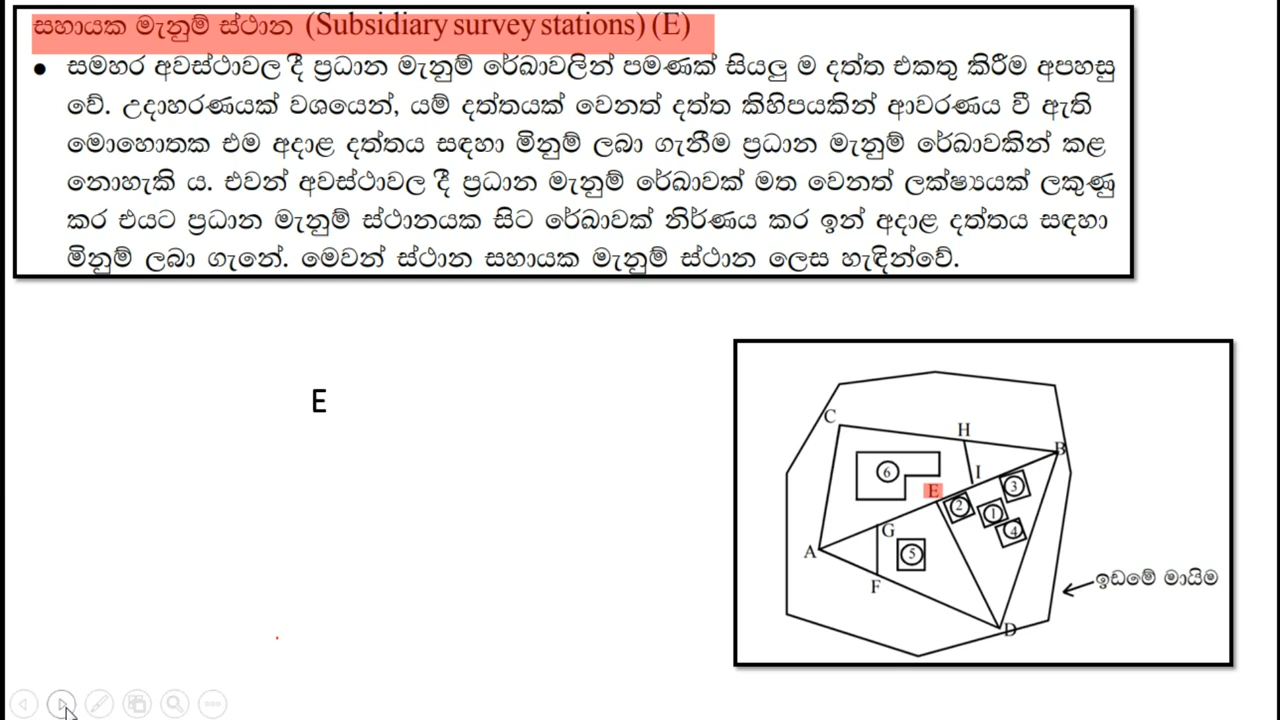 සහායක මැනුම් ස්ථාන (Subsidiary survey stations) (E)
● සමහර අවස්ථාවල දී ප්‍රධාන මැනුම් රේඛාවලින් පමණක් සියලු ම දත්ත එකතු කිරීම අපහසු
වේ. උදාහරණයක් වශයෙන්, යම් දත්තයක් වෙනත් දත්ත කිහිපයකින් ආවරණය වී ඇති
මොහොතක එම අදාළ දත්තය සඳහා මිනුම් ලබා ගැනීම ප්‍රධාන මැනුම් රේඛාවකින් කළ
නොහැකි ය. එවන් අවස්ථාවල දී ප්‍රධාන මැනුම් රේඛාවක් මත වෙනත් ලක්ෂ්‍යයක් ලකුණු
කර එයට ප්‍රධාන මැනුම් ස්ථානයක සිට රේඛාවක් නිර්ණය කර ඉන් අදාළ දත්තය සඳහා
මිනුම් ලබා ගැනේ. මෙවන් ස්ථාන සහායක මැනුම් ස්ථාන ලෙස හැඳින්වේ.
E
C
H
B
6
I
E
2
3
1
4
G
A
5
F
ඉඩමේ මායිම
D